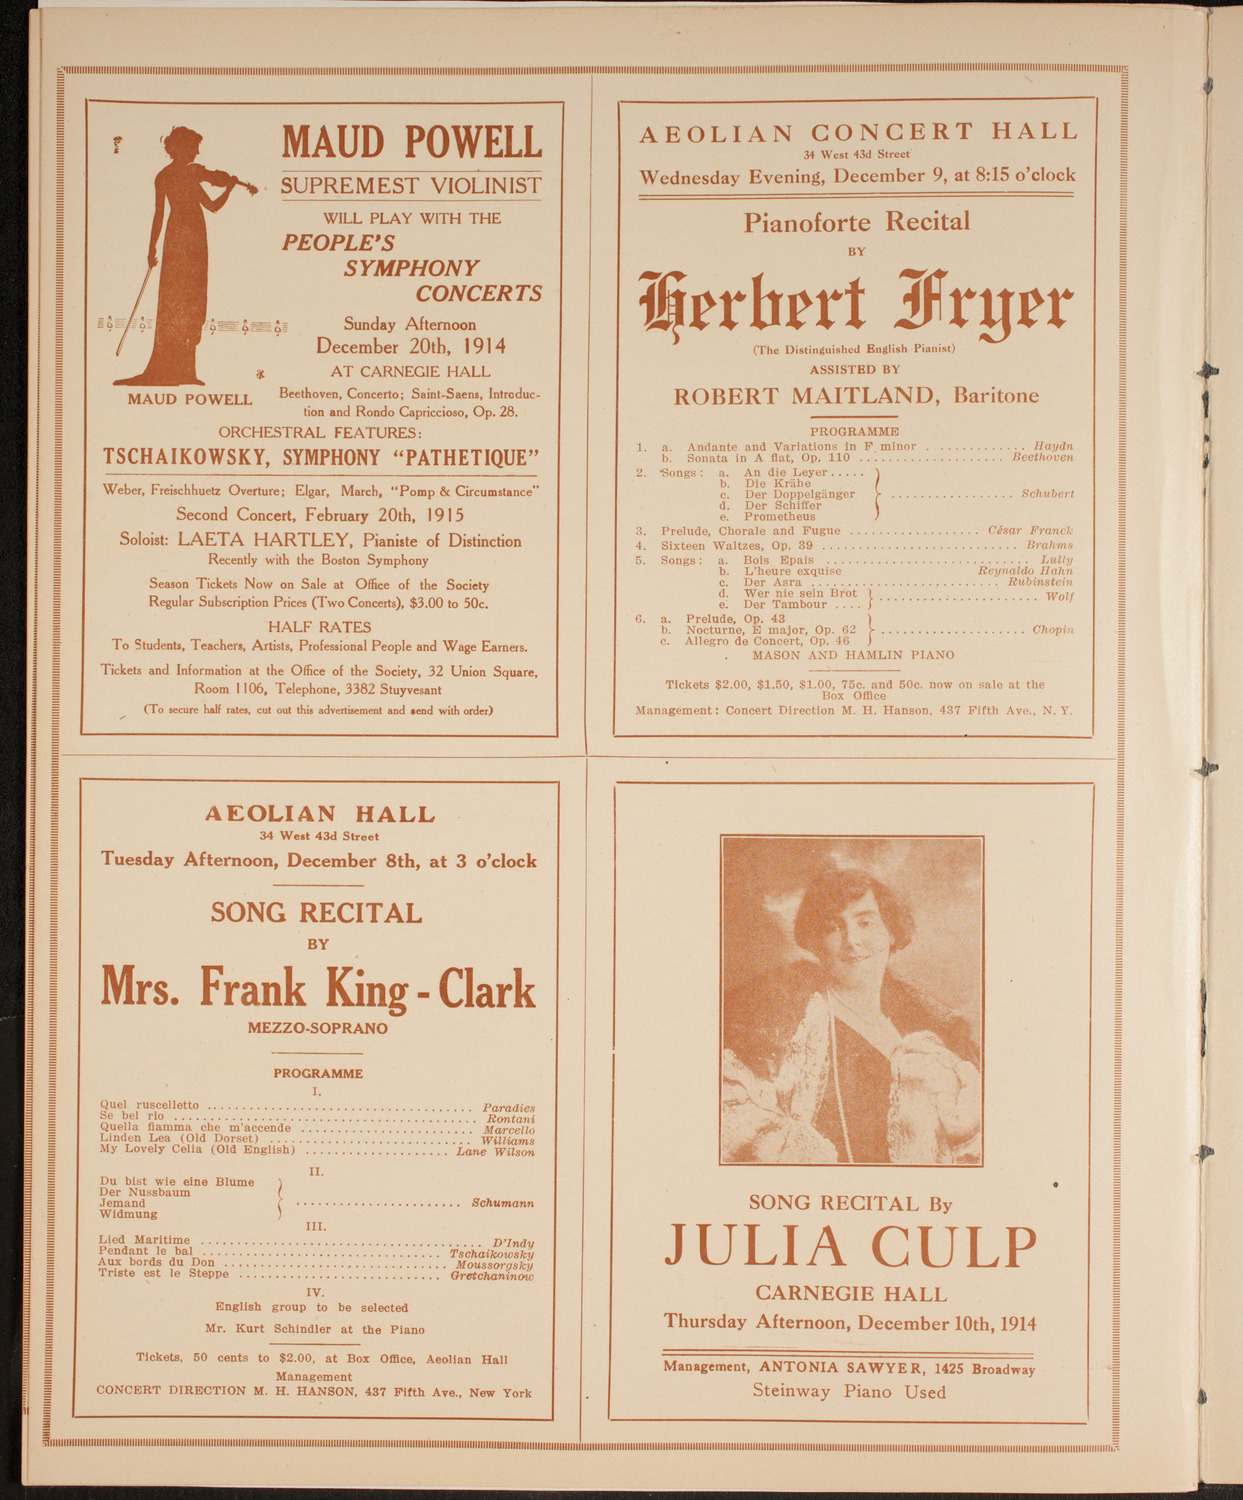 MAUD POWELL
SUPREMEST VIOLINIST
WILL PLAY WITH THE
PEOPLE'S
SYMPHONY
CONCERTS
Sunday Afternoon
December 20th, 1914
AT CARNEGIE HALL
MAUD POWELL
Beethoven, Concerto; Saint-Saens, Introduc-
tion and Rondo Capriccioso, Op. 28.
ORCHESTRAL FEATURES:
TSCHAIKOWSKY, SYMPHONY "PATHETIQUE"
Weber, Freischhuetz Overture; Elgar, March, "Pomp & Circumstance"
Second Concert, February 20th, 1915
Soloist: LAETA HARTLEY, Pianiste of Distinction
Recently with the Boston Symphony
Season Tickets Now on Sale at Office of the Society
Regular Subscription Prices (Two Concerts), $3.00 to 50c.
HALF RATES
To Students, Teachers, Artists, Professional People and Wage Earners.
Tickets and Information at the Office of the Society, 32 Union Square,
Room 1106, Telephone, 3382 Stuyvesant
(To secure half rates, cut out this advertisement and send with order)
AEOLIAN CONCERT HALL
34 West 43d Street
Wednesday Evening, December 9, at 8:15 o'clock
Pianoforte Recital
BY
Herbert Fryer
(The Distinguished English Pianist)
ASSISTED BY
ROBERT MAITLAND, Baritone
PROGRAMME
1. a. Andante and Variations in F minor ............ Haydn
b. Sonata in A flat, Op. 110 .................... Beethoven
2. Songs: a. An die Leyer.....
b. Die Krähe
c. Der Doppelgänger ................ Schubert
d. Der Schiffer
e. Prometheus
3. Prelude, Chorale and Fugue ................. César Franck
4. Sixteen Waltzes, Op. 39 .......................... Brahms
5. Songs: a. Bois Epais ........................... Lully
b. L'heure exquise Reynaldo Hahn
c. Der Asra ......................... Rubinstein
d. Wer nie sein Brot
..................... Wolf
e. Der Tambour ....
6. a. Prelude, Op. 43
b. Nocturne, E major, Op. 62 ................... Chopin
c. Allegro de Concert, Op. 46
MASON AND HAMLIN PIANO
Tickets $2.00, $1.50, $1.00, 75c. and 50c. now on sale at the
Box Office
Management: Concert Direction M. H. Hanson, 437 Fifth Ave., N. Y.
AEOLIAN HALL
34 West 43d Street
Tuesday Afternoon, December 8th, at 3 o'clock
SONG RECITAL
BY
Mrs. Frank King-Clark
MEZZO-SOPRANO
PROGRAMME
I.
Quel ruscelletto ................................... Paradies
Se bel rio ........................................ Rontani
Quella fiamma che m'accende ....................... Marcello
Linden Lea (Old Dorset) ........................... Williams
My Lovely Celia (Old English) ................... Lane Wilson
II.
Du bist wie eine Blume
Der Nussbaum
Jemand ...................... Schumann
Widmung
III.
Lied Maritime ..................................... D'Indy
Pendant le bal ................................ Tschaikowsky
Aux bords du Don .............................. Moussorgsky
Triste est le Steppe ........................... Gretchaninow
IV.
English group to be selected
Mr. Kurt Schindler at the Piano
Tickets, 50 cents to $2.00, at Box Office, Aeolian Hall
Management
CONCERT DIRECTION M. H. HANSON, 437 Fifth Ave., New York
SONG RECITAL By
JULIA CULP
CARNEGIE HALL
Thursday Afternoon, December 10th, 1914
Management, ANTONIA SAWYER, 1425 Broadway
Steinway Piano Used